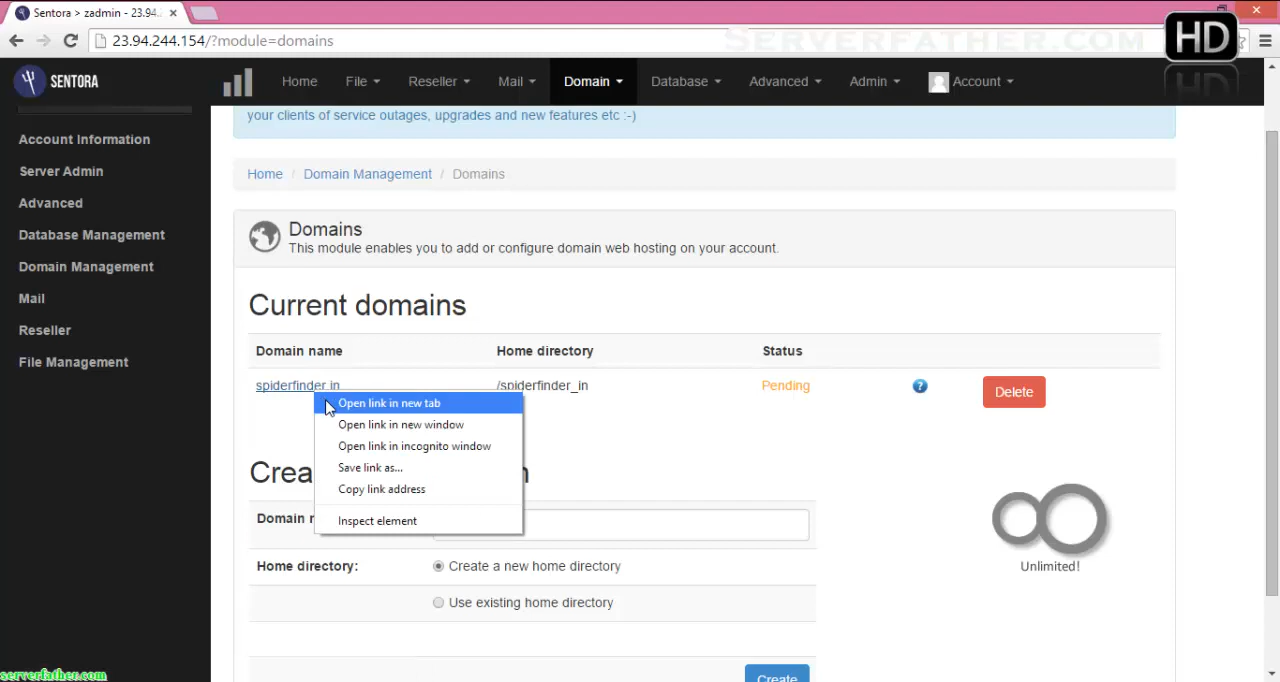 Sentora > zadmin - 23.94.
23.94.244.154/?module=domains
SERVERFATHER.COM
HD
SENTORA
Home File Reseller Mail Domain Database Advanced Admin Account
your clients of service outages, upgrades and new features etc :-)
Account Information
Server Admin
Advanced
Database Management
Domain Management
Mail
Reseller
File Management
Home / Domain Management / Domains
Domains
This module enables you to add or configure domain web hosting on your account.
Current domains
Domain name Home directory Status
spiderfinder.in /spiderfinder_in Pending ? Delete
Open link in new tab
Open link in new window
Open link in incognito window
Save link as...
Copy link address
Inspect element
Crea
Domain n
Home directory: Create a new home directory
Use existing home directory
Unlimited!
Create
serverfather.com